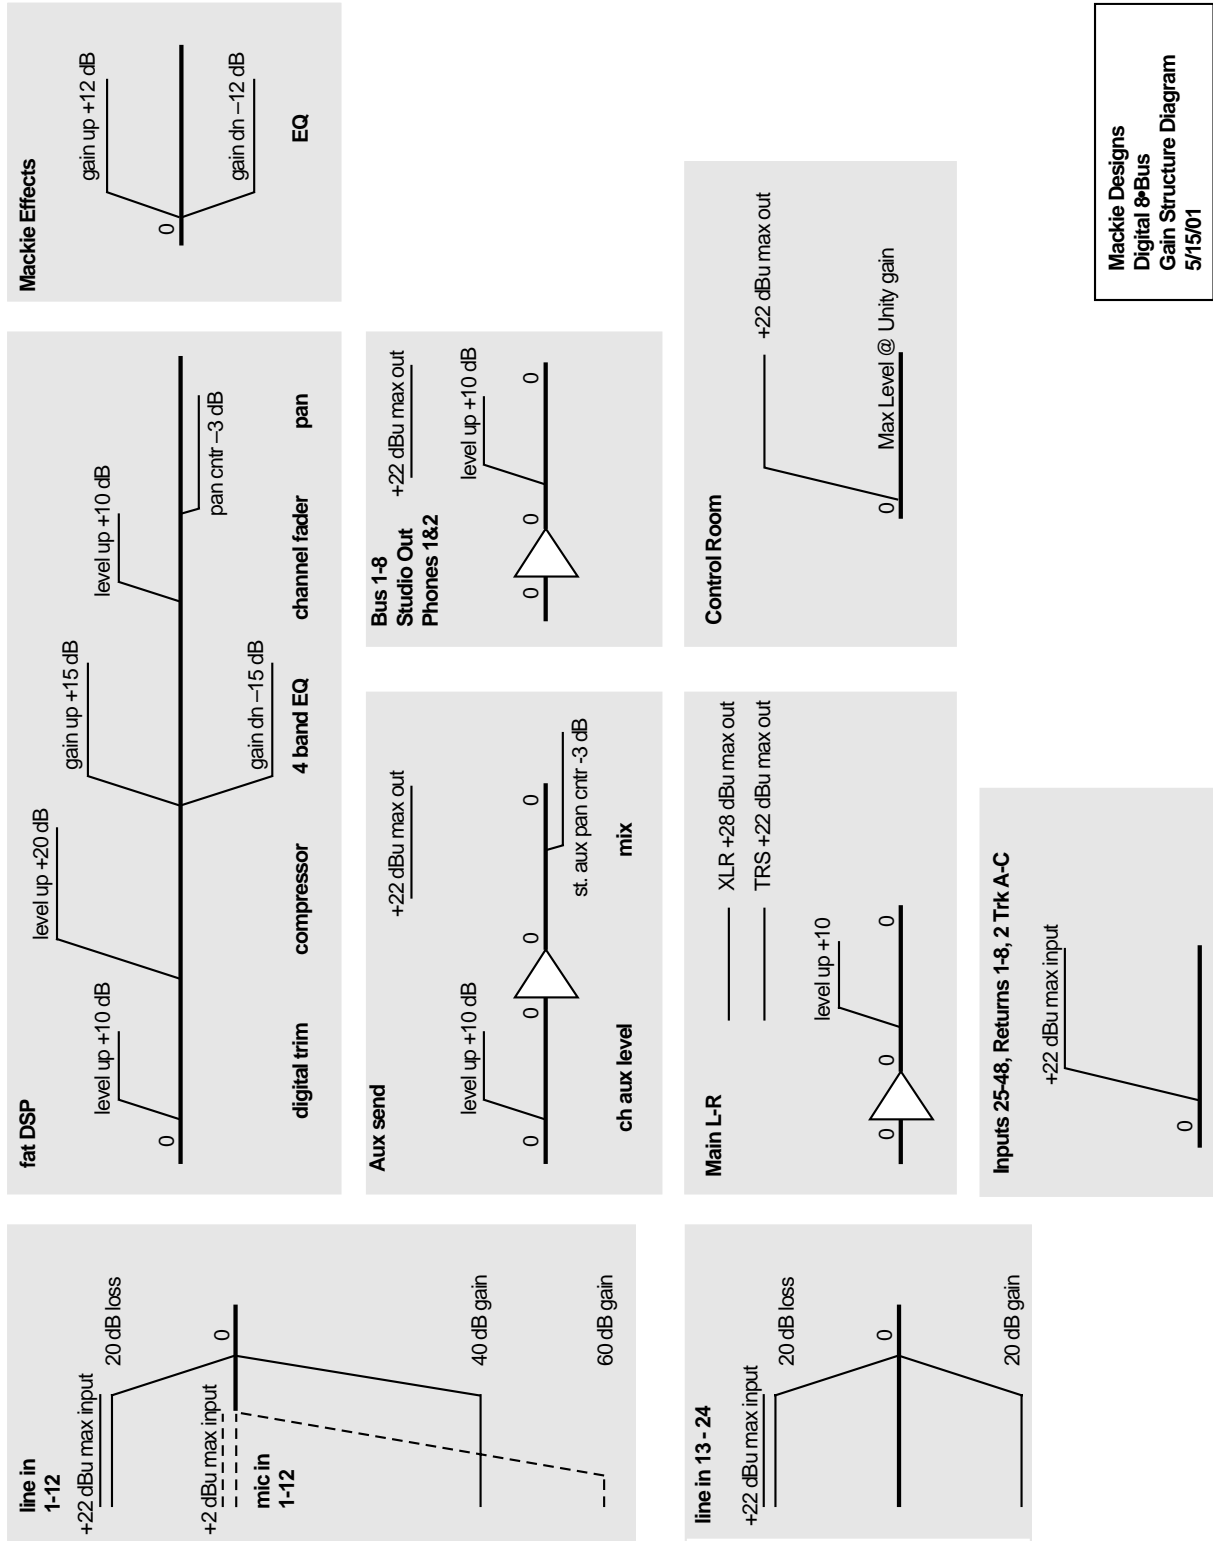 line in
1-12
+22 dBu max input
20 dB loss
+2 dBu max input
0
mic in
1-12
40 dB gain
60 dB gain
fat DSP
0
level up +10 dB
digital trim
level up +20 dB
compressor
gain up +15 dB
gain dn –15 dB
4 band EQ
level up +10 dB
channel fader
pan cntr –3 dB
pan
Mackie Effects
0
gain up +12 dB
gain dn –12 dB
EQ
Aux send
+22 dBu max out
level up +10 dB
0
0
0
0
st. aux pan cntr -3 dB
ch aux level
mix
Bus 1-8
Studio Out
Phones 1&2
+22 dBu max out
level up +10 dB
0
0
0
line in 13 - 24
+22 dBu max input
20 dB loss
0
20 dB gain
Main L-R
XLR +28 dBu max out
TRS +22 dBu max out
level up +10
0
0
0
Control Room
+22 dBu max out
Max Level @ Unity gain
0
Inputs 25-48, Returns 1-8, 2 Trk A-C
+22 dBu max input
0
Mackie Designs
Digital 8•Bus
Gain Structure Diagram
5/15/01